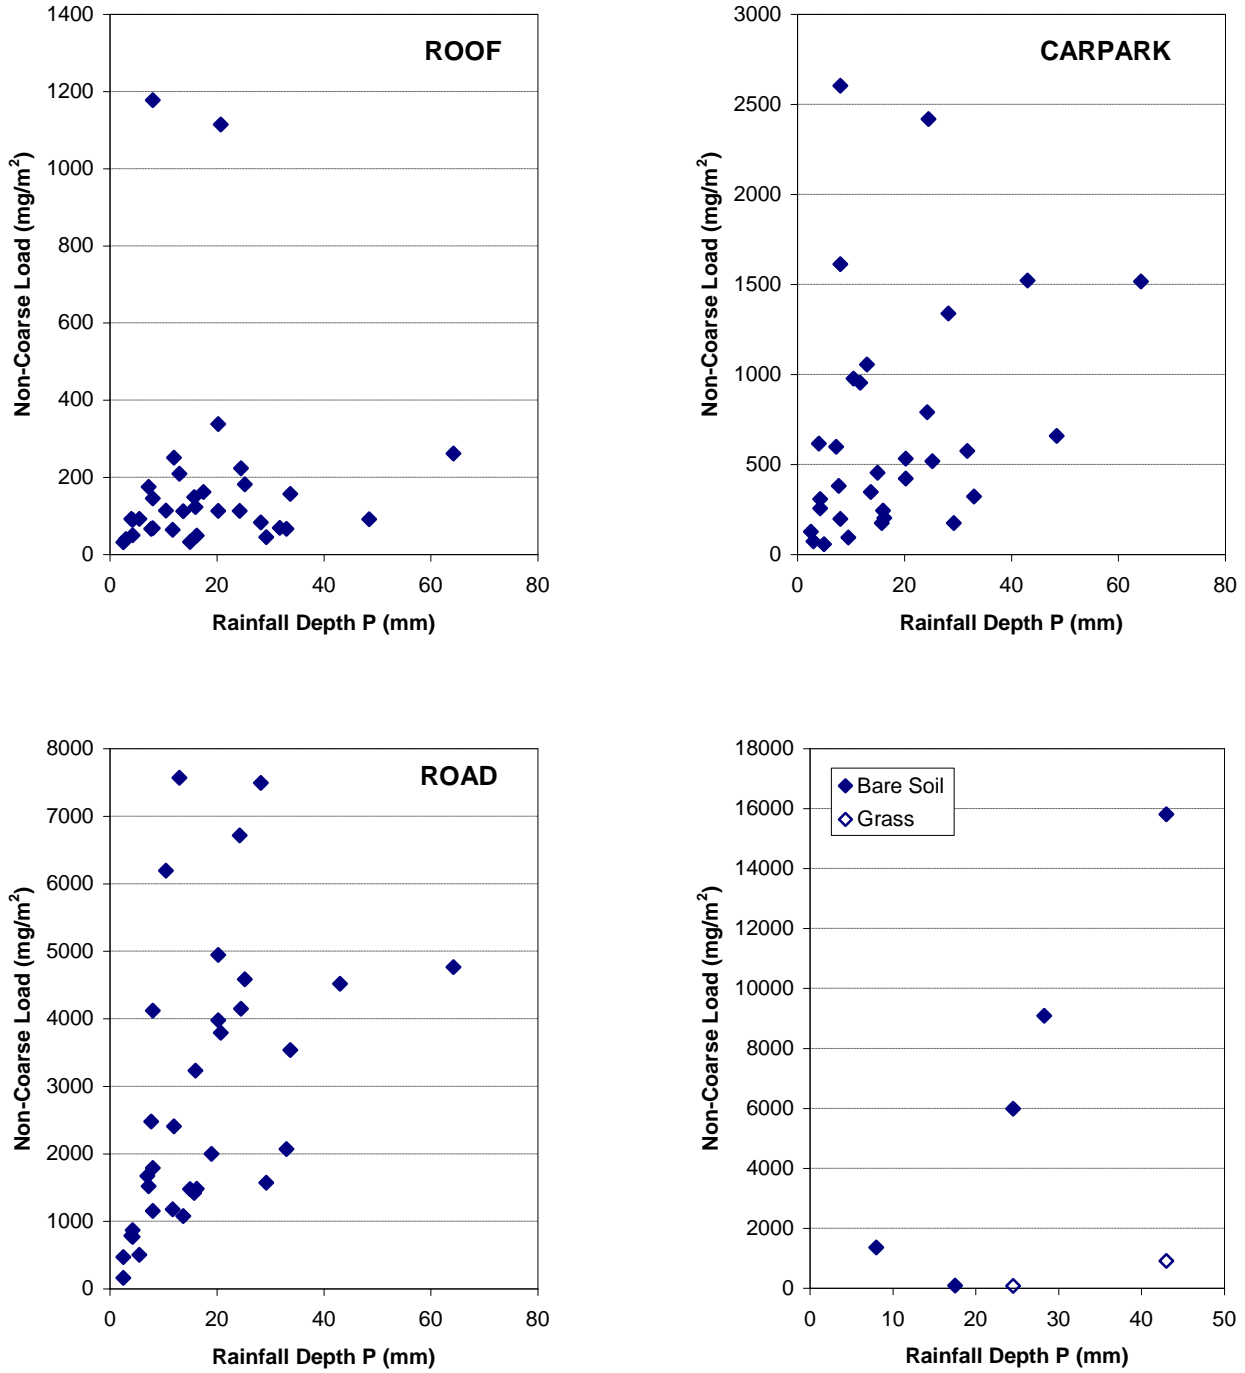 ROOF
1400
1200
1000
800
600
400
200
0
0 20 40 60 80
Non-Coarse Load (mg/m²)
Rainfall Depth P (mm)
CARPARK
3000
2500
2000
1500
1000
500
0
0 20 40 60 80
Non-Coarse Load (mg/m²)
Rainfall Depth P (mm)
ROAD
8000
7000
6000
5000
4000
3000
2000
1000
0
0 20 40 60 80
Non-Coarse Load (mg/m²)
Rainfall Depth P (mm)
Bare Soil
Grass
18000
16000
14000
12000
10000
8000
6000
4000
2000
0
0 10 20 30 40 50
Non-Coarse Load (mg/m²)
Rainfall Depth P (mm)